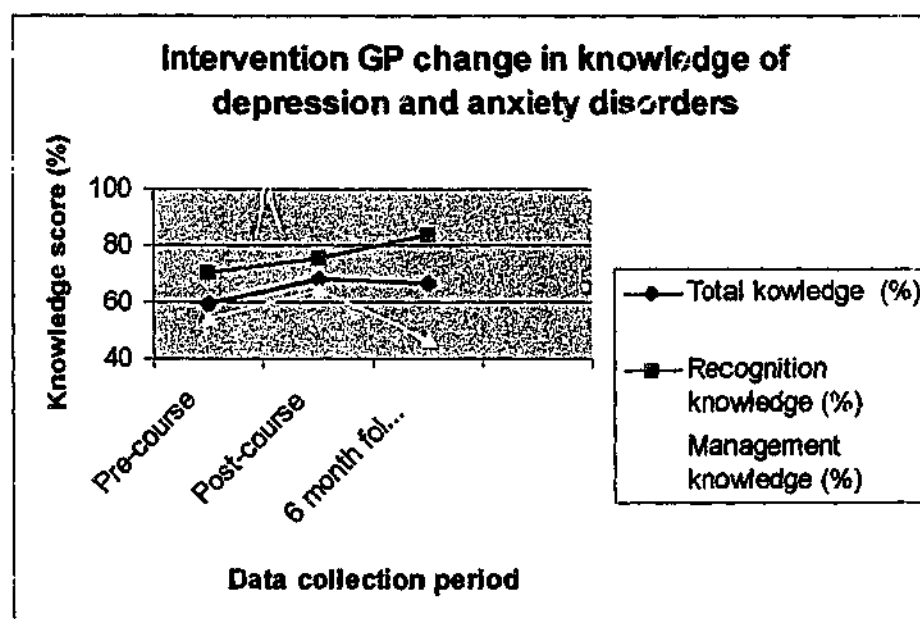 Intervention GP change in knowledge of
depression and anxiety disorders
Knowledge score (%)
100
80
60
40
Pre-course
Post-course
6 month fol...
Data collection period
Total kowledge (%)
Recognition
knowledge (%)
Management
knowledge (%)